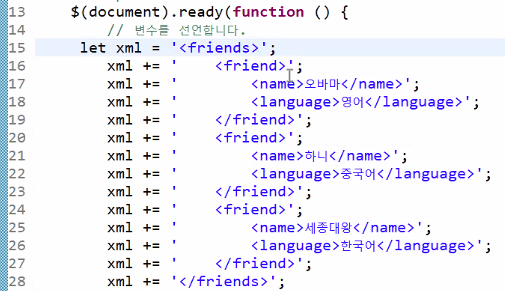 13 $(document).ready(function () {
14 // 변수를 선언합니다.
15 let xml = '<friends>';
16 xml += '    <friend>';
17 xml += '        <name>오바마</name>';
18 xml += '        <language>영어</language>';
19 xml += '    </friend>';
20 xml += '    <friend>';
21 xml += '        <name>하니</name>';
22 xml += '        <language>중국어</language>';
23 xml += '    </friend>';
24 xml += '    <friend>';
25 xml += '        <name>세종대왕</name>';
26 xml += '        <language>한국어</language>';
27 xml += '    </friend>';
28 xml += '</friends>';